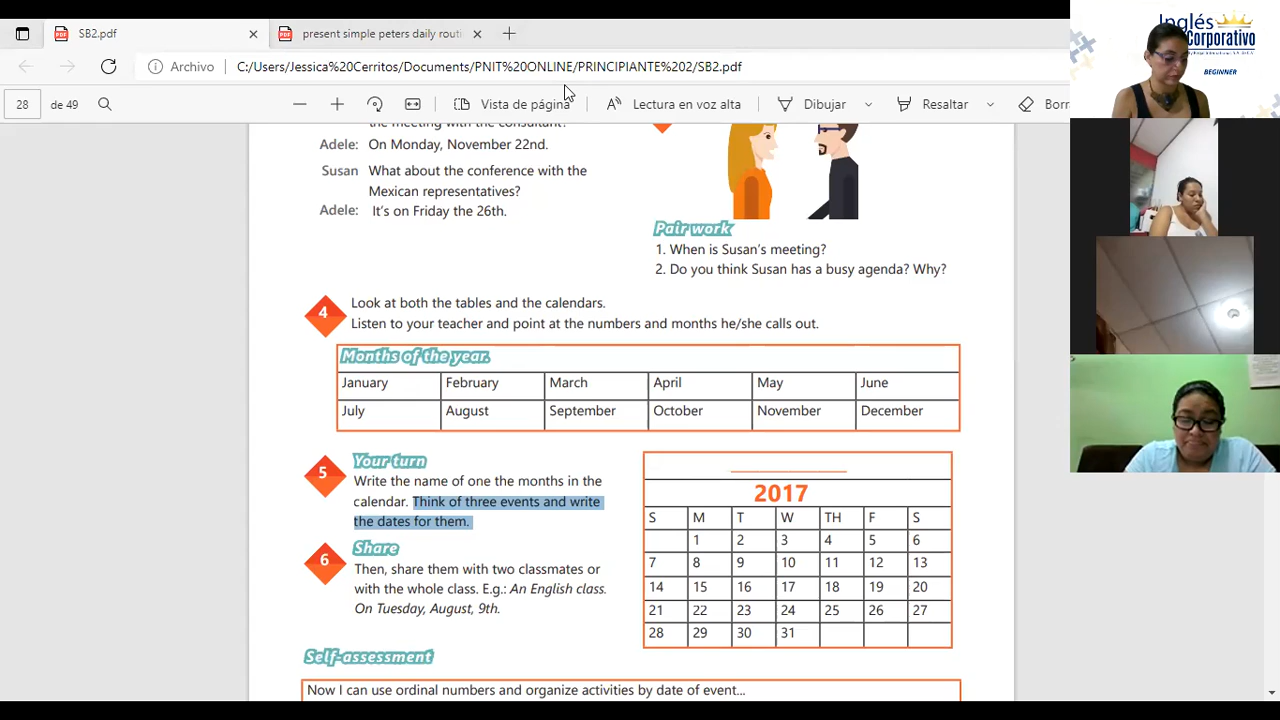 SB2.pdf
present simple peters daily routi
Archivo
C:/Users/Jessica%20Cerritos/Documents/PNIT%20ONLINE/PRINCIPIANTE%202/SB2.pdf
28
de 49
Vista de página
Lectura en voz alta
Dibujar
Resaltar
Borr
Inglés
Corporativo
BEGINNER
the meeting with the consultant?
Adele: On Monday, November 22nd.
Susan What about the conference with the
Mexican representatives?
Adele: It's on Friday the 26th.
Pair work
1. When is Susan's meeting?
2. Do you think Susan has a busy agenda? Why?
4
Look at both the tables and the calendars.
Listen to your teacher and point at the numbers and months he/she calls out.
Months of the year.
January February March April May June
July August September October November December
5
Your turn
Write the name of one the months in the
calendar. Think of three events and write
the dates for them.
6
Share
Then, share them with two classmates or
with the whole class. E.g.: An English class.
On Tuesday, August, 9th.
2017
S M T W TH F S
1 2 3 4 5 6
7 8 9 10 11 12 13
14 15 16 17 18 19 20
21 22 23 24 25 26 27
28 29 30 31
Self-assessment
Now I can use ordinal numbers and organize activities by date of event...